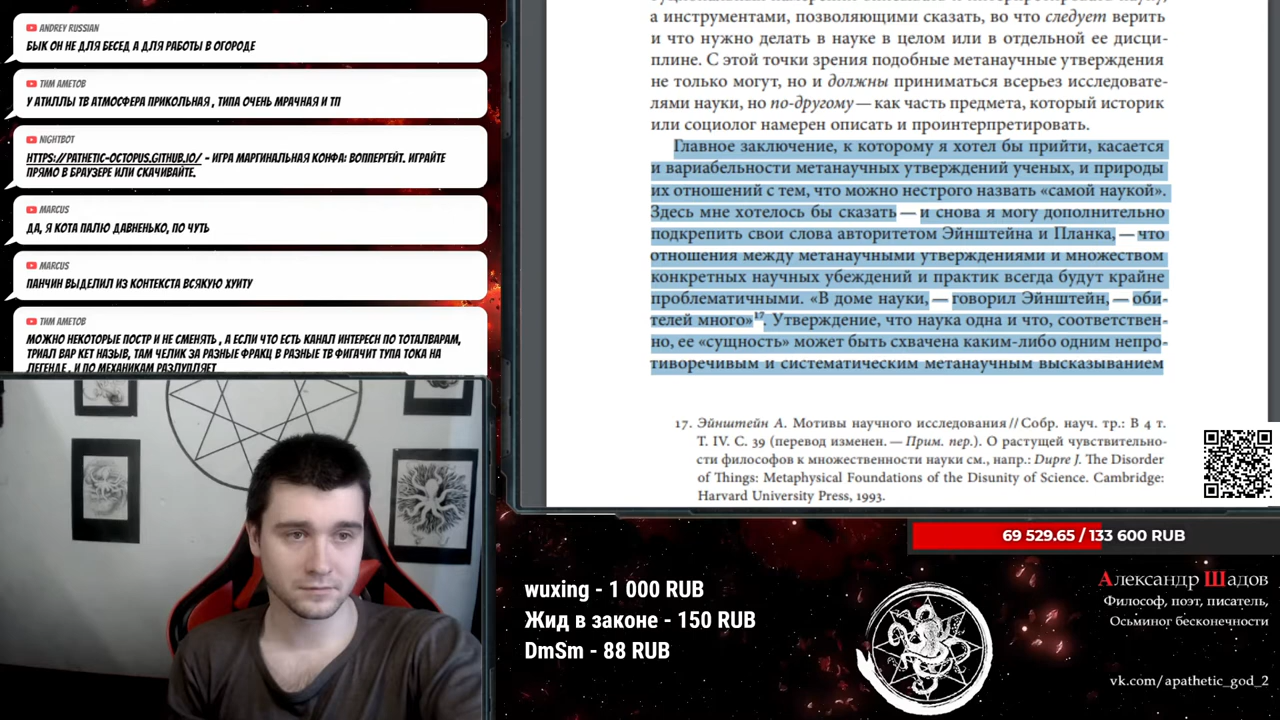 ANDREY RUSSIAN
БЫК ОН НЕ ДЛЯ БЕСЕД А ДЛЯ РАБОТЫ В ОГОРОДЕ
ТИМ АМЕТОВ
У АТИЛЛЫ ТВ АТМОСФЕРА ПРИКОЛЬНАЯ , ТИПА ОЧЕНЬ МРАЧНАЯ И ТП
NIGHTBOT
HTTPS://PATHETIC-OCTOPUS.GITHUB.IO/ - ИГРА МАРГИНАЛЬНАЯ КОНФА: ВОППЕРГЕЙТ. ИГРАЙТЕ
ПРЯМО В БРАУЗЕРЕ ИЛИ СКАЧИВАЙТЕ.
MARCUS
ДА, Я КОТА ПАЛЮ ДАВНЕНЬКО, ПО ЧУТЬ
MARCUS
ПАНЧИН ВЫДЕЛИЛ ИЗ КОНТЕКСТА ВСЯКУЮ ХУИТУ
ТИМ АМЕТОВ
МОЖНО НЕКОТОРЫЕ ПОСТР И НЕ СМЕНЯТЬ , А ЕСЛИ ЧТО ЕСТЬ КАНАЛ ИНТЕРЕСН ПО ТОТАЛВАРАМ,
ТРИАЛ ВАР КЕТ НАЗЫВ, ТАМ ЧЕЛИК ЗА РАЗНЫЕ ФРАКЦ В РАЗНЫЕ ТВ ФИГАЧИТ ТУПА ТОКА НА
ЛЕГЕНДЕ , И ПО МЕХАНИКАМ РАЗЛУПЛЯЕТ
а инструментами, позволяющими сказать, во что следует верить
и что нужно делать в науке в целом или в отдельной ее дисци-
плине. С этой точки зрения подобные метанаучные утверждения
не только могут, но и должны приниматься всерьез исследовате-
лями науки, но по-другому — как часть предмета, который историк
или социолог намерен описать и проинтерпретировать.
Главное заключение, к которому я хотел бы прийти, касается
и вариабельности метанаучных утверждений ученых, и природы
их отношений с тем, что можно нестрого назвать «самой наукой».
Здесь мне хотелось бы сказать — и снова я могу дополнительно
подкрепить свои слова авторитетом Эйнштейна и Планка, — что
отношения между метанаучными утверждениями и множеством
конкретных научных убеждений и практик всегда будут крайне
проблематичными. «В доме науки, — говорил Эйнштейн, — оби-
телей много»17. Утверждение, что наука одна и что, соответствен-
но, ее «сущность» может быть схвачена каким-либо одним непро-
тиворечивым и систематическим метанаучным высказыванием
17. Эйнштейн А. Мотивы научного исследования // Собр. науч. тр.: В 4 т.
Т. IV. С. 39 (перевод изменен. — Прим. пер.). О растущей чувствительно-
сти философов к множественности науки см., напр.: Dupre J. The Disorder
of Things: Metaphysical Foundations of the Disunity of Science. Cambridge:
Harvard University Press, 1993.
69 529.65 / 133 600 RUB
wuxing - 1 000 RUB
Жид в законе - 150 RUB
DmSm - 88 RUB
Александр Шадов
Философ, поэт, писатель,
Осьминог бесконечности
vk.com/apathetic_god_2